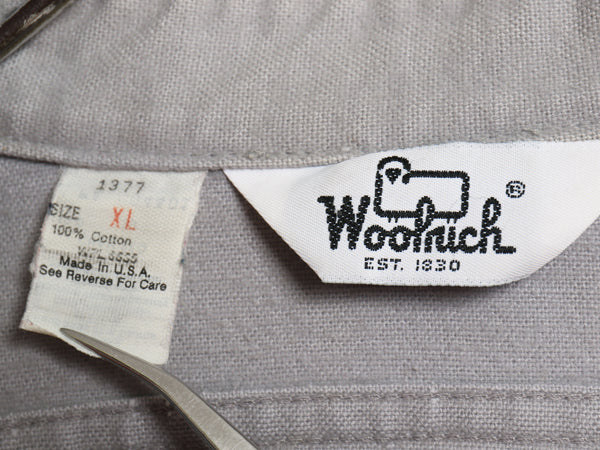 1377
SIZE XL
100% Cotton
Made In U.S.A.
See Reverse For Care
Woolrich
®
EST. 1830